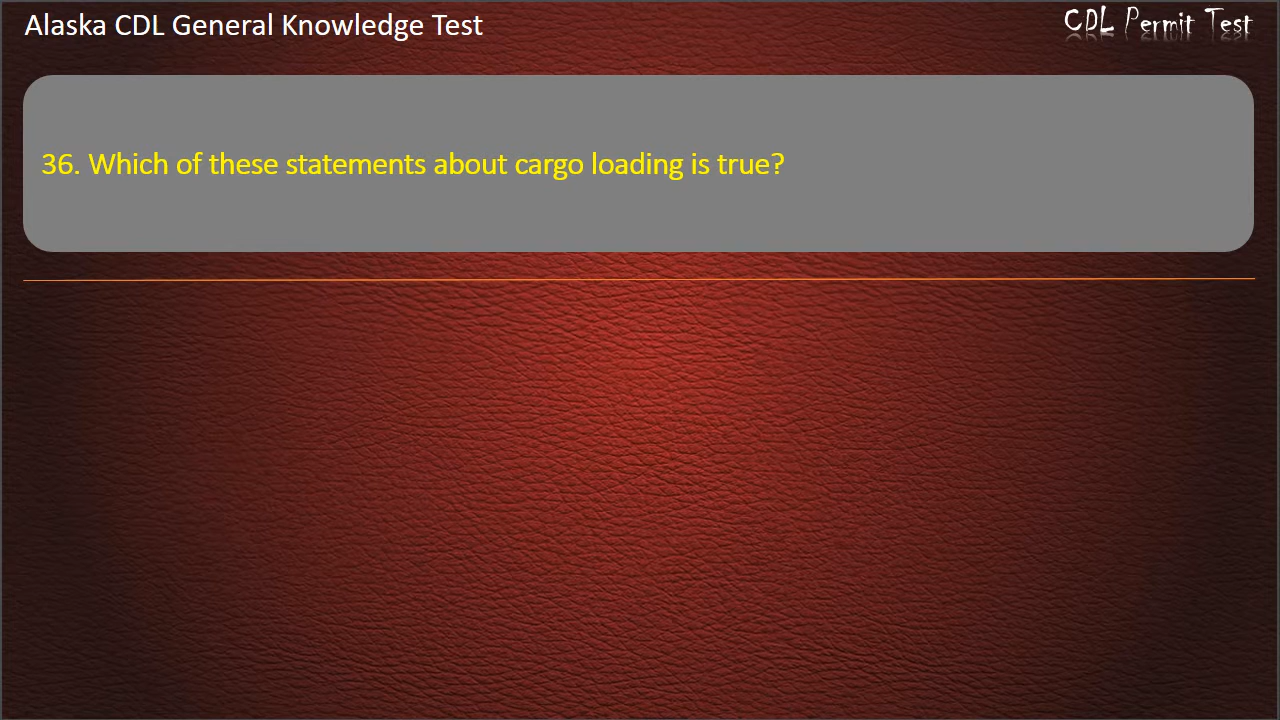 Alaska CDL General Knowledge Test
CDL Permit Test
36. Which of these statements about cargo loading is true?